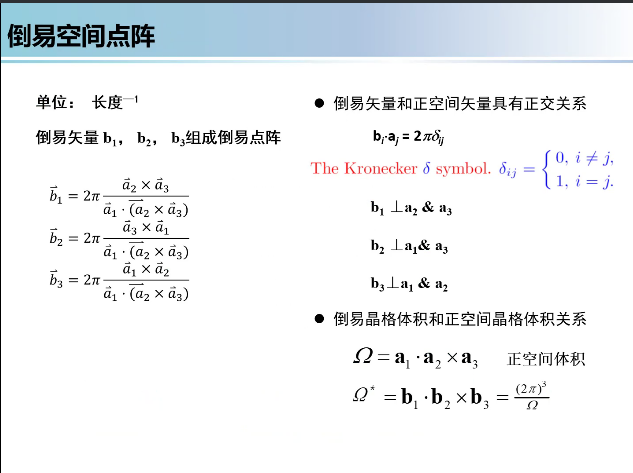 倒易空间点阵
单位： 长度⁻¹
倒易矢量 b₁， b₂， b₃组成倒易点阵
b⃗₁ = 2π (a⃗₂ × a⃗₃) / (a⃗₁ · (a⃗₂ × a⃗₃))
b⃗₂ = 2π (a⃗₃ × a⃗₁) / (a⃗₁ · (a⃗₂ × a⃗₃))
b⃗₃ = 2π (a⃗₁ × a⃗₂) / (a⃗₁ · (a⃗₂ × a⃗₃))
● 倒易矢量和正空间矢量具有正交关系
bᵢ·aⱼ = 2πδᵢⱼ
The Kronecker δ symbol. δᵢⱼ = { 0, i ≠ j,
1, i = j.
b₁ ⊥a₂ & a₃
b₂ ⊥a₁& a₃
b₃⊥a₁ & a₂
● 倒易晶格体积和正空间晶格体积关系
Ω = a₁ · a₂ × a₃ 正空间体积
Ω* = b₁ · b₂ × b₃ = (2π)³ / Ω